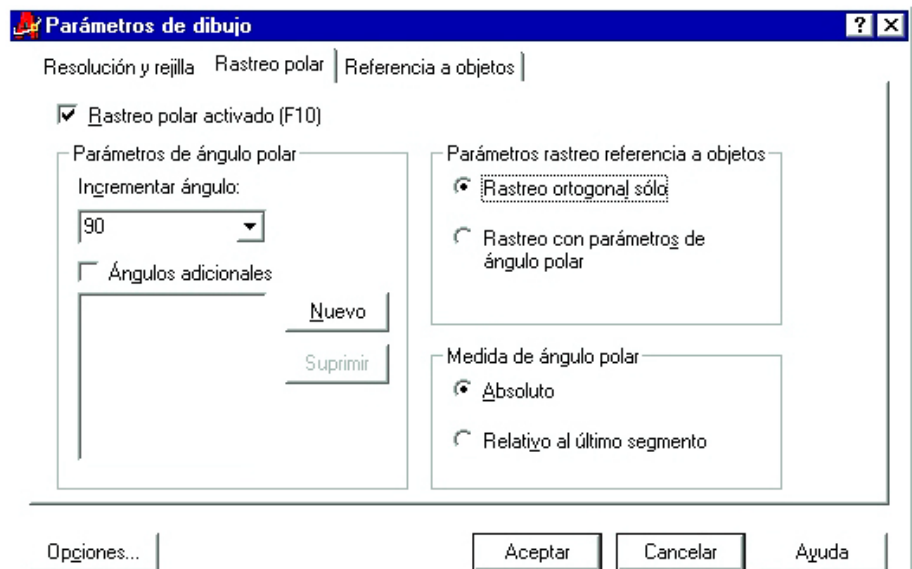 Parámetros de dibujo
Resolución y rejilla
Rastreo polar
Referencia a objetos
Rastreo polar activado (F10)
Parámetros de ángulo polar
Incrementar ángulo:
90
Ángulos adicionales
Nuevo
Suprimir
Parámetros rastreo referencia a objetos
Rastreo ortogonal sólo
Rastreo con parámetros de
ángulo polar
Medida de ángulo polar
Absoluto
Relativo al último segmento
Opciones...
Aceptar
Cancelar
Ayuda